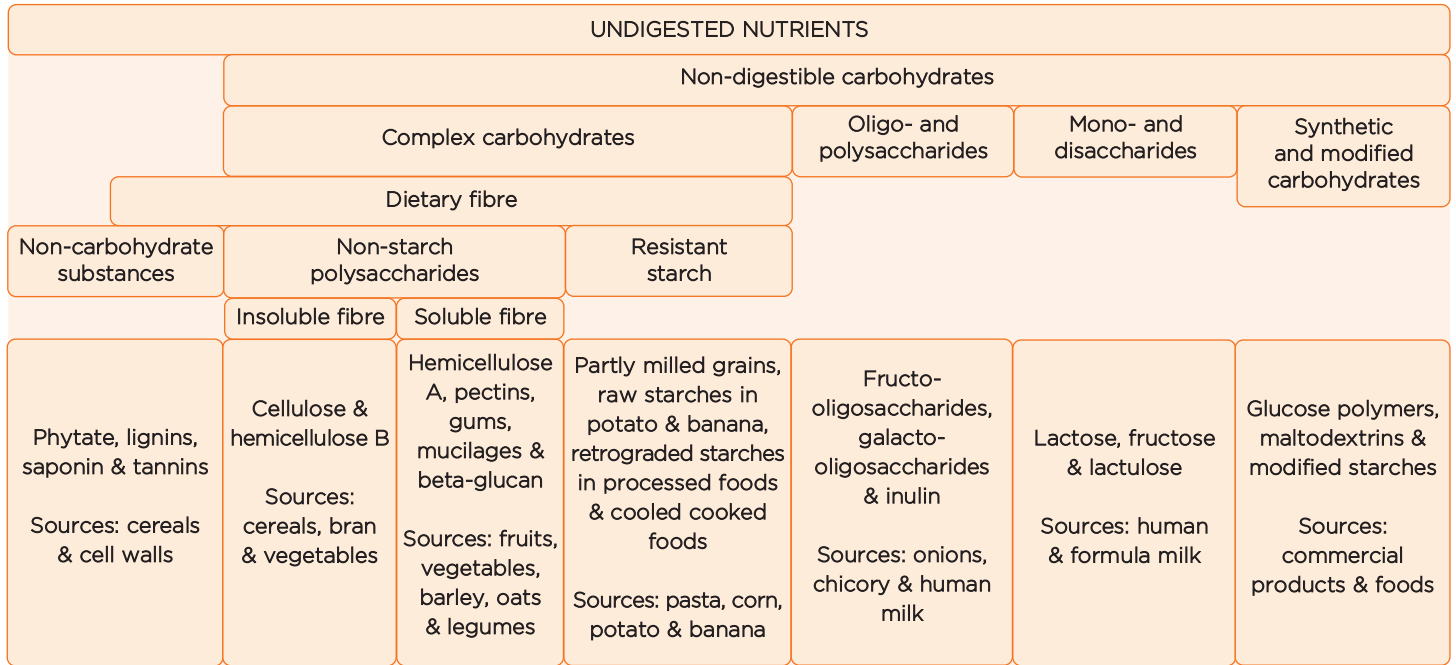 UNDIGESTED NUTRIENTS
Non-digestible carbohydrates
Complex carbohydrates
Oligo- and
polysaccharides
Mono- and
disaccharides
Synthetic
and modified
carbohydrates
Dietary fibre
Non-carbohydrate
substances
Non-starch
polysaccharides
Resistant
starch
Insoluble fibre
Soluble fibre
Phytate, lignins,
saponin & tannins
Sources: cereals
& cell walls
Cellulose &
hemicellulose B
Sources:
cereals, bran
& vegetables
Hemicellulose
A, pectins,
gums,
mucilages &
beta-glucan
Sources: fruits,
vegetables,
barley, oats
& legumes
Partly milled grains,
raw starches in
potato & banana,
retrograded starches
in processed foods
& cooled cooked
foods
Sources: pasta, corn,
potato & banana
Fructo-
oligosaccharides,
galacto-
oligosaccharides
& inulin
Sources: onions,
chicory & human
milk
Lactose, fructose
& lactulose
Sources: human
& formula milk
Glucose polymers,
maltodextrins &
modified starches
Sources:
commercial
products & foods